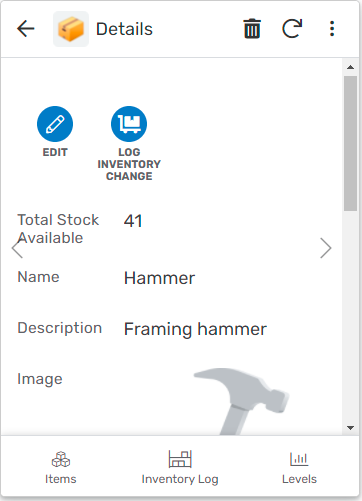 Details
EDIT
LOG
INVENTORY
CHANGE
Total Stock
Available
41
Name
Hammer
Description
Framing hammer
Image
Items
Inventory Log
Levels